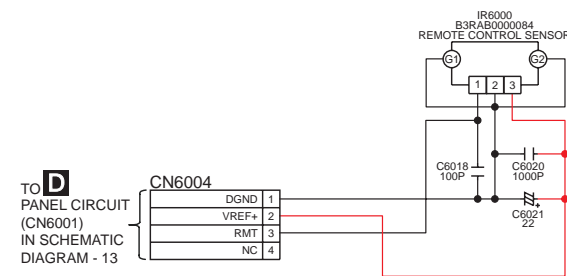 IR6000
B3RAB0000084
REMOTE CONTROL SENSOR
G1
G2
1 2 3
C6018
100P
C6020
1000P
C6021
22
+
TO D
PANEL CIRCUIT
(CN6001)
IN SCHEMATIC
DIAGRAM - 13
CN6004
DGND 1
VREF+ 2
RMT 3
NC 4